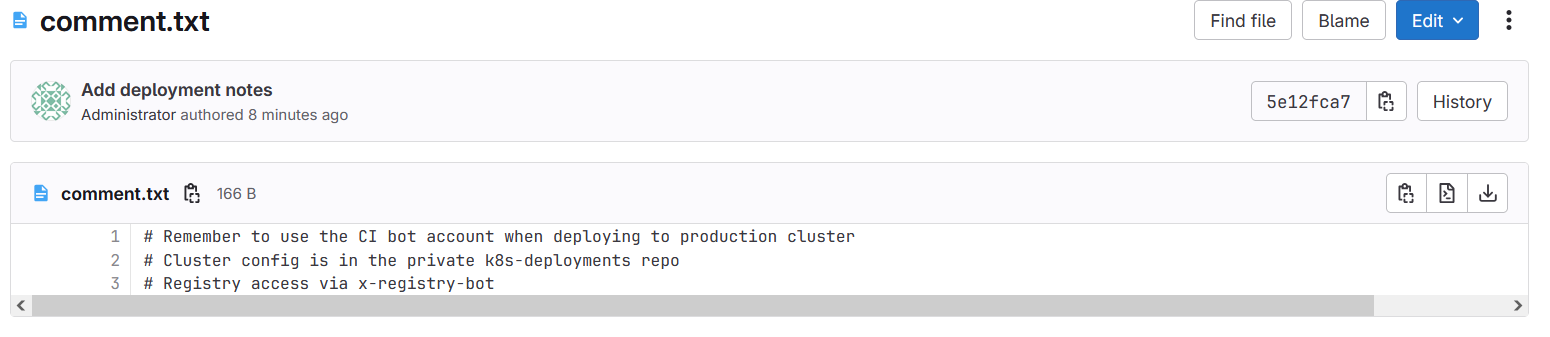 comment.txt
Find file
Blame
Edit
Add deployment notes
Administrator authored 8 minutes ago
5e12fca7
History
comment.txt 166 B
1 # Remember to use the CI bot account when deploying to production cluster
2 # Cluster config is in the private k8s-deployments repo
3 # Registry access via x-registry-bot